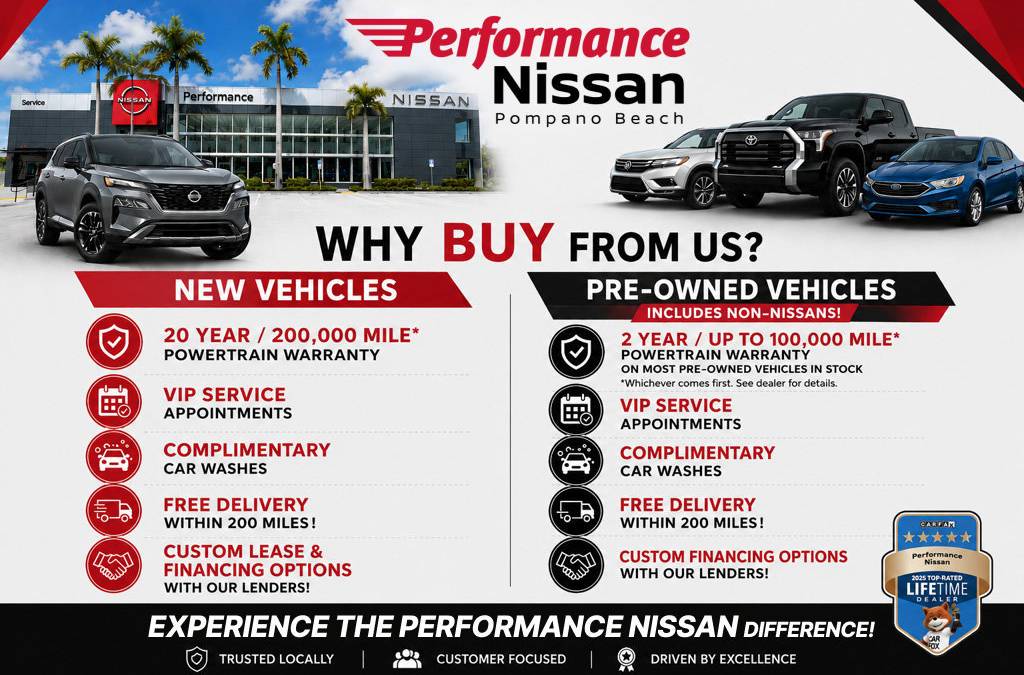 Performance
Nissan
Pompano Beach
Service
NISSAN
Performance
NISSAN
WHY BUY FROM US?
NEW VEHICLES
20 YEAR / 200,000 MILE*
POWERTRAIN WARRANTY
VIP SERVICE
APPOINTMENTS
COMPLIMENTARY
CAR WASHES
FREE DELIVERY
WITHIN 200 MILES!
CUSTOM LEASE &
FINANCING OPTIONS
WITH OUR LENDERS!
PRE-OWNED VEHICLES
INCLUDES NON-NISSANS!
2 YEAR / UP TO 100,000 MILE*
POWERTRAIN WARRANTY
ON MOST PRE-OWNED VEHICLES IN STOCK
*Whichever comes first. See dealer for details.
VIP SERVICE
APPOINTMENTS
COMPLIMENTARY
CAR WASHES
FREE DELIVERY
WITHIN 200 MILES!
CUSTOM FINANCING OPTIONS
WITH OUR LENDERS!
CARFAX
Performance
Nissan
2025 TOP-RATED
LIFETIME
DEALER
CAR
FOX
EXPERIENCE THE PERFORMANCE NISSAN DIFFERENCE!
TRUSTED LOCALLY
CUSTOMER FOCUSED
DRIVEN BY EXCELLENCE